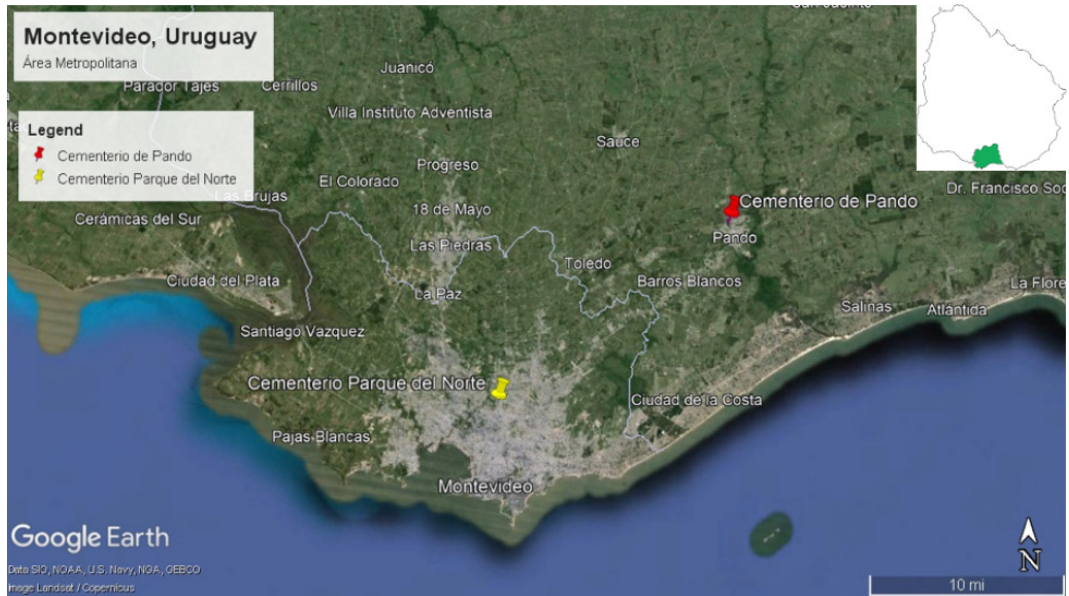 Montevideo, Uruguay
Área Metropolitana
Legend
Cementerio de Pando
Cementerio Parque del Norte
Juanicó
Parador Tajes
Cerrillos
Villa Instituto Adventista
Sauce
Progreso
El Colorado
Las Brujas
Cerámicas del Sur
18 de Mayo
Las Piedras
Cementerio de Pando
Dr. Francisco Soc
Pando
Toledo
Barros Blancos
Ciudad del Plata
La Paz
La Flore
Salinas
Atlántida
Santiago Vazquez
Cementerio Parque del Norte
Ciudad de la Costa
Pajas Blancas
Montevideo
Google Earth
Data SIO, NOAA, U.S. Navy, NGA, GEBCO
Image Landsat / Copernicus
N
10 mi